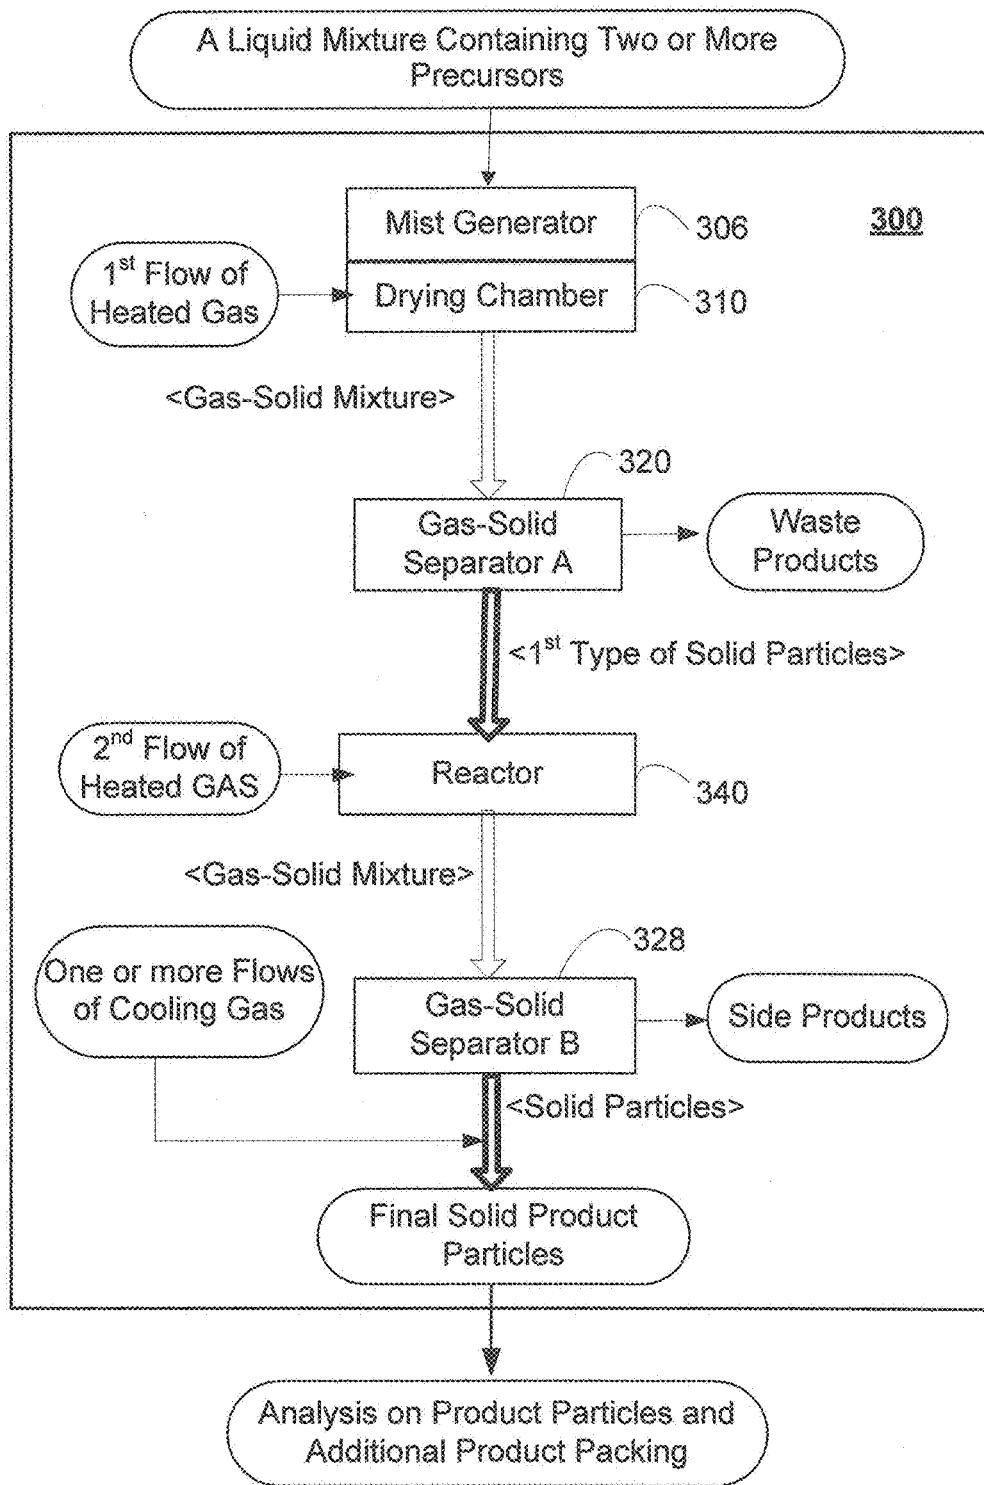 A Liquid Mixture Containing Two or More
Precursors
Mist Generator
306
300
1st Flow of
Heated Gas
Drying Chamber
310
<Gas-Solid Mixture>
320
Gas-Solid
Separator A
Waste
Products
<1st Type of Solid Particles>
2nd Flow of
Heated GAS
Reactor
340
<Gas-Solid Mixture>
328
One or more Flows
of Cooling Gas
Gas-Solid
Separator B
Side Products
<Solid Particles>
Final Solid Product
Particles
Analysis on Product Particles and
Additional Product Packing